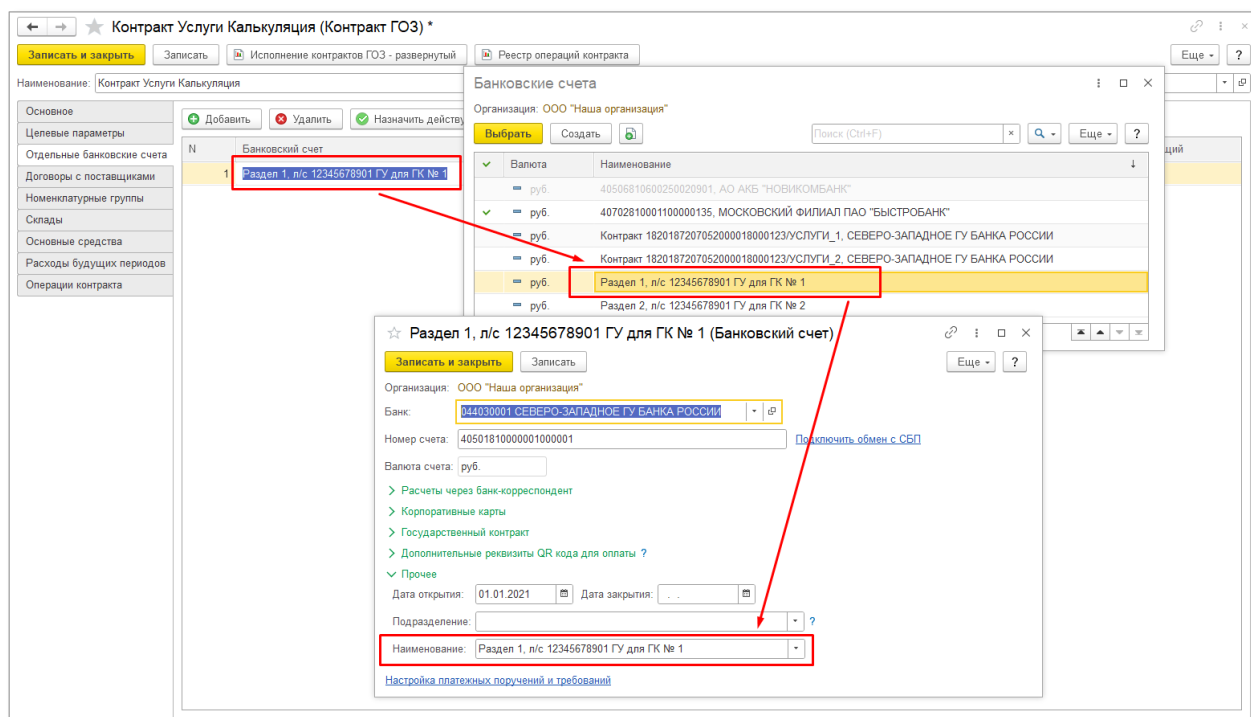 Контракт Услуги Калькуляция (Контракт ГОЗ) *
Записать и закрыть Записать Исполнение контрактов ГОЗ - развернутый Реестр операций контракта Еще ?
Наименование: Контракт Услуги Калькуляция
Основное
Целевые параметры
Отдельные банковские счета
Договоры с поставщиками
Номенклатурные группы
Склады
Основные средства
Расходы будущих периодов
Операции контракта
Добавить Удалить Назначить действу
N Банковский счет щий
1 Раздел 1, л/с 12345678901 ГУ для ГК № 1
Банковские счета
Организация: ООО "Наша организация"
Выбрать Создать Поиск (Ctrl+F) × Еще ?
Валюта Наименование ↓
руб. 40506810600250020901, АО АКБ "НОВИКОМБАНК"
руб. 40702810001100000135, МОСКОВСКИЙ ФИЛИАЛ ПАО "БЫСТРОБАНК"
руб. Контракт 1820187207052000018000123/УСЛУГИ_1, СЕВЕРО-ЗАПАДНОЕ ГУ БАНКА РОССИИ
руб. Контракт 1820187207052000018000123/УСЛУГИ_2, СЕВЕРО-ЗАПАДНОЕ ГУ БАНКА РОССИИ
руб. Раздел 1, л/с 12345678901 ГУ для ГК № 1
руб. Раздел 2, л/с 12345678901 ГУ для ГК № 2
Раздел 1, л/с 12345678901 ГУ для ГК № 1 (Банковский счет)
Записать и закрыть Записать Еще ?
Организация: ООО "Наша организация"
Банк: 044030001 СЕВЕРО-ЗАПАДНОЕ ГУ БАНКА РОССИИ
Номер счета: 40501810000001000001 Подключить обмен с СБП
Валюта счета: руб.
Расчеты через банк-корреспондент
Корпоративные карты
Государственный контракт
Дополнительные реквизиты QR кода для оплаты ?
Прочее
Дата открытия: 01.01.2021 Дата закрытия: . .
Подразделение: ?
Наименование: Раздел 1, л/с 12345678901 ГУ для ГК № 1
Настройка платежных поручений и требований